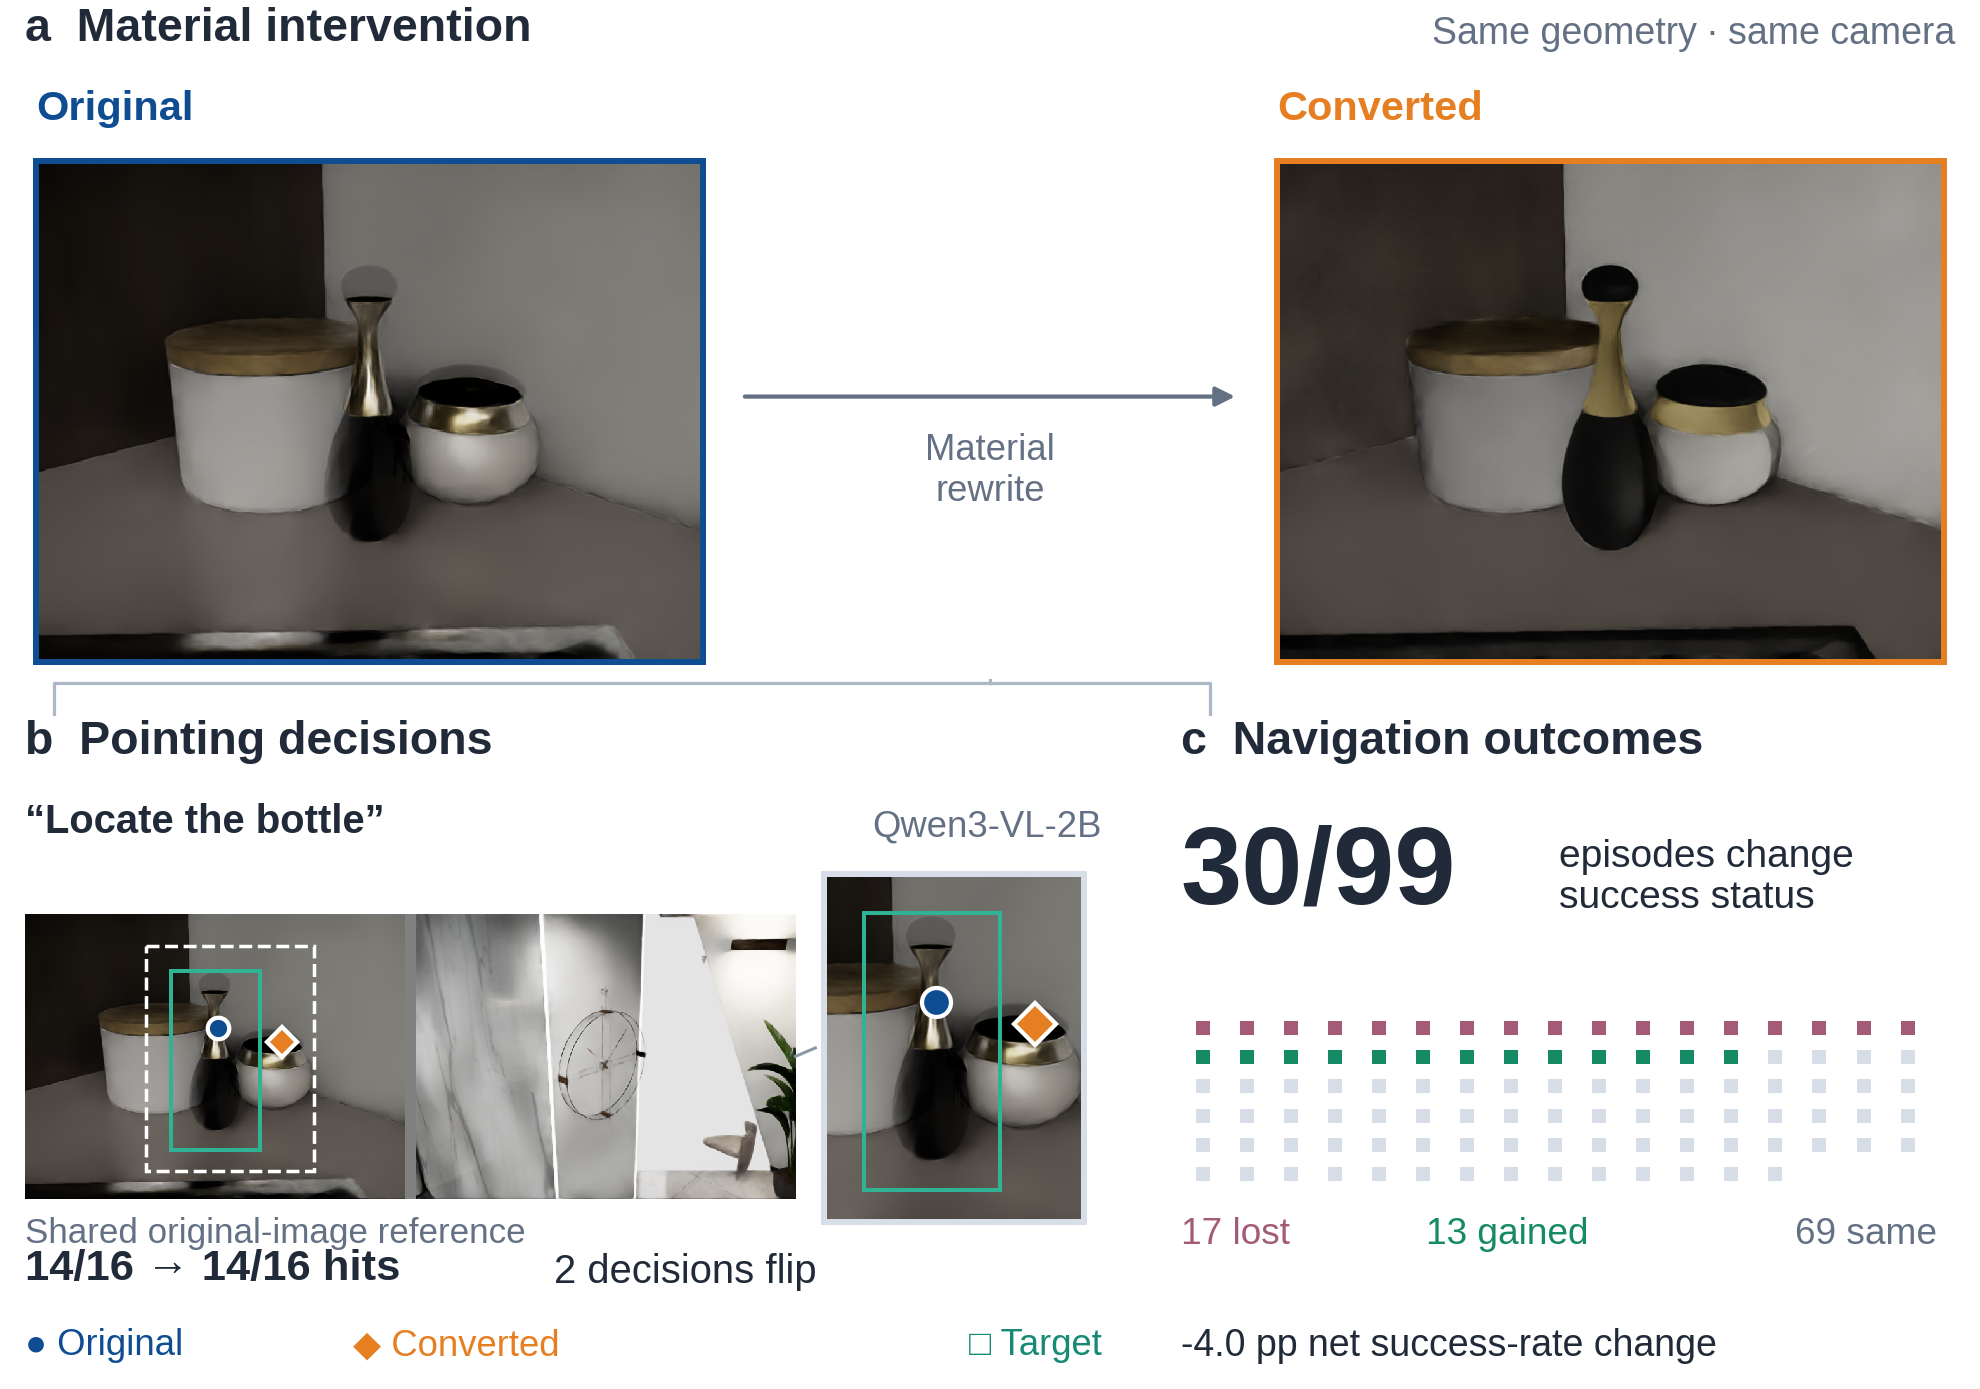 a Material intervention
Same geometry · same camera
Original
Converted
Material
rewrite
b Pointing decisions
“Locate the bottle”
Qwen3-VL-2B
Shared original-image reference
14/16 → 14/16 hits
2 decisions flip
● Original
◆ Converted
□ Target
c Navigation outcomes
30/99
episodes change
success status
17 lost
13 gained
69 same
-4.0 pp net success-rate change